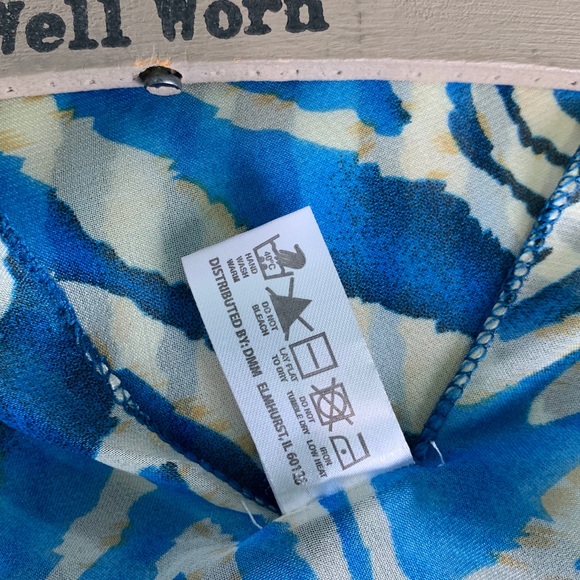 Well Worn
40°C
HAND
WASH
WARM
DO NOT
BLEACH
LAY FLAT
TO DRY
DO NOT
TUMBLE DRY
IRON
LOW HEAT
DISTRIBUTED BY: DMM ELMHURST, IL 60126